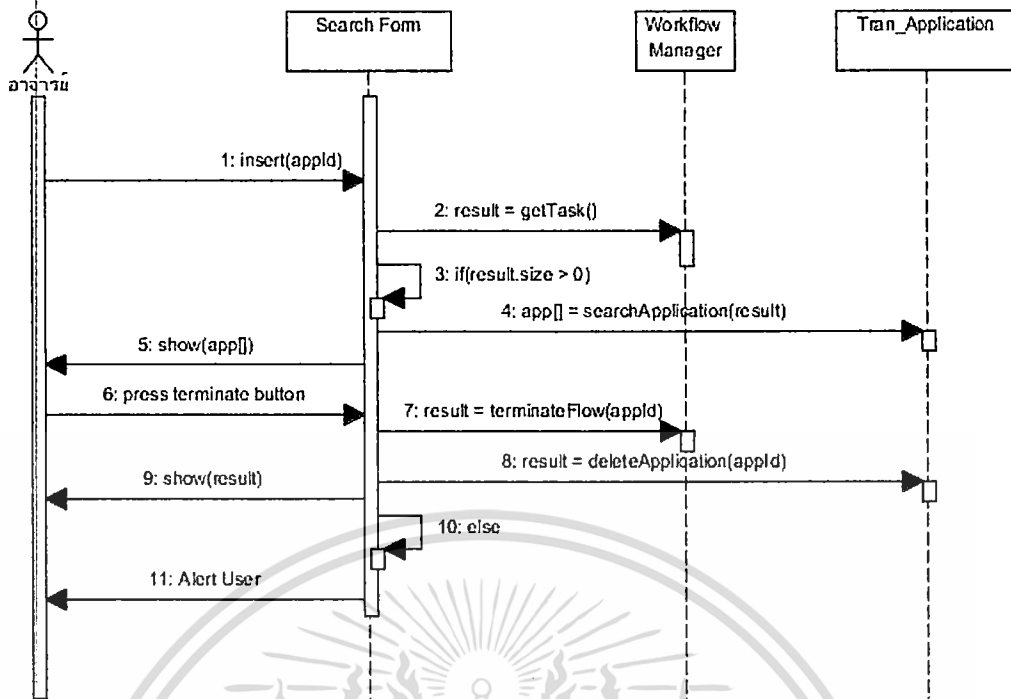 Search Form
Workflow
Manager
Tran_Application
อาจารย์
1: insert(appId)
2: result = getTask()
3: if(result.size > 0)
4: app[] = searchApplication(result)
5: show(app[])
6: press terminate button
7: result = terminateFlow(appId)
8: result = deleteApplication(appId)
9: show(result)
10: else
11: Alert User